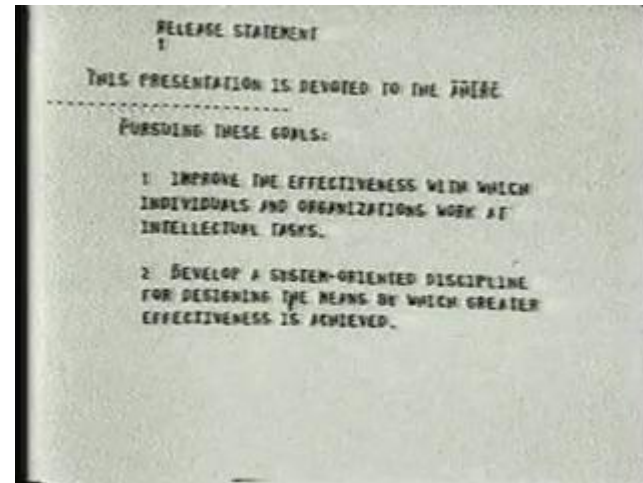 RELEASE STATEMENT
1
THIS PRESENTATION IS DEVOTED TO THE AHIRC
PURSUING THESE GOALS:
1 IMPROVE THE EFFECTIVENESS WITH WHICH
INDIVIDUALS AND ORGANIZATIONS WORK AT
INTELLECTUAL TASKS.
2 DEVELOP A SYSTEM-ORIENTED DISCIPLINE
FOR DESIGNING THE MEANS BY WHICH GREATER
EFFECTIVENESS IS ACHIEVED.